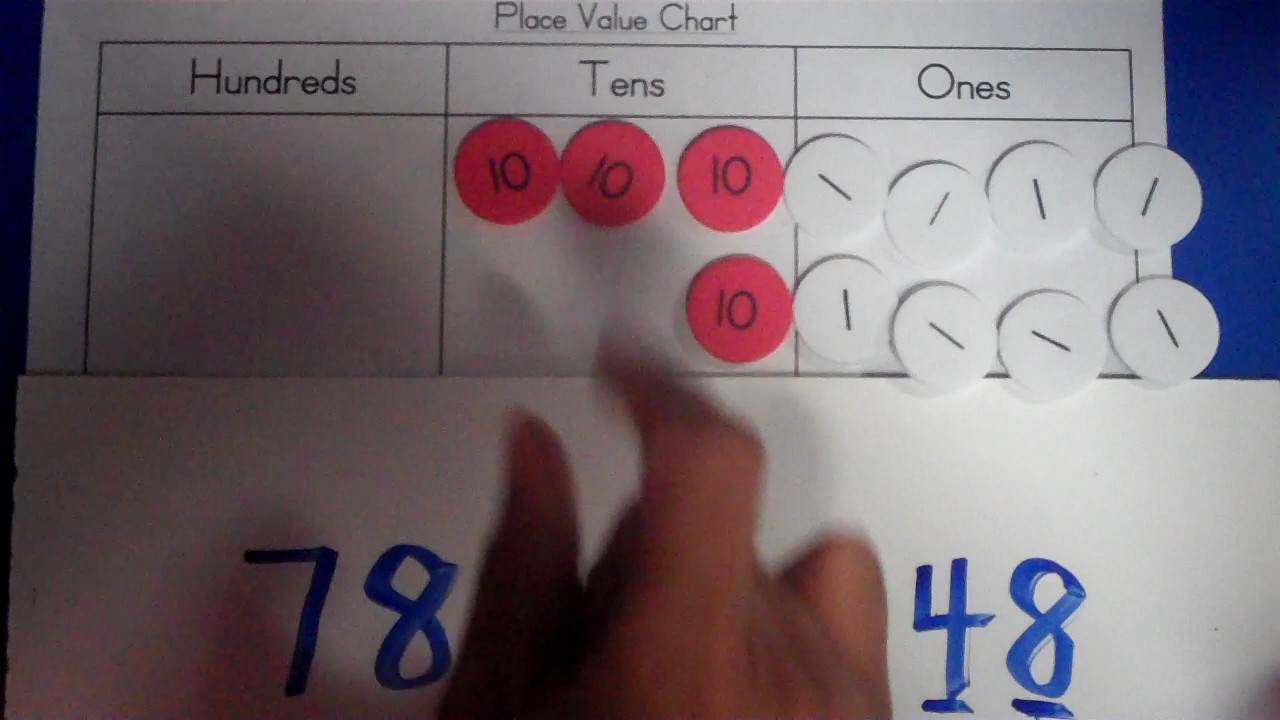 Place Value Chart
Hundreds Tens Ones
10 10 10 1 1 1 1
10 1 1 1 1
78 48